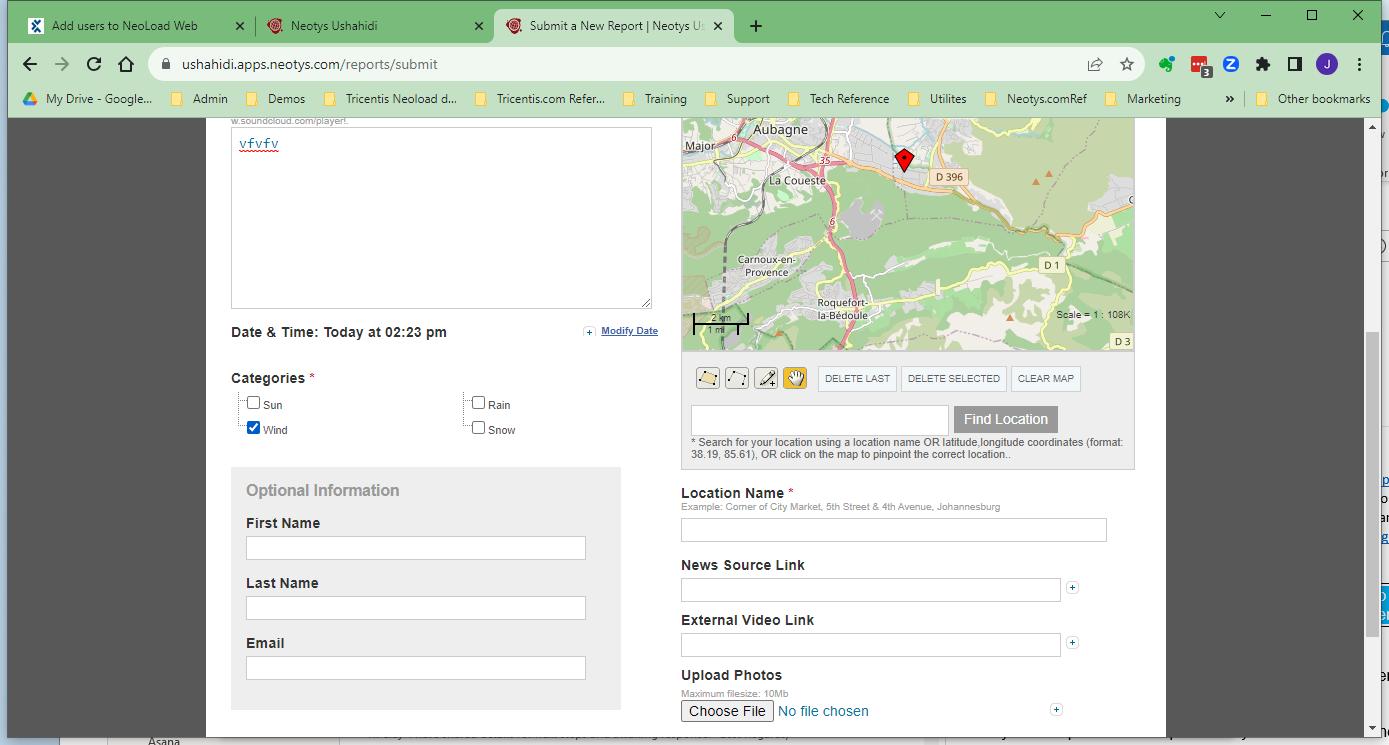 Add users to NeoLoad Web
Neotys Ushahidi
Submit a New Report | Neotys Us
ushahidi.apps.neotys.com/reports/submit
3
J
My Drive - Google...
Admin
Demos
Tricentis Neoload d...
Tricentis.com Refer...
Training
Support
Tech Reference
Utilites
Neotys.comRef
Marketing
»
Other bookmarks
w.soundcloud.com/player!.
vfvfv
Date & Time: Today at 02:23 pm
Modify Date
Categories *
Sun
Rain
Wind
Snow
Optional Information
First Name
Last Name
Email
Aubagne
Major
35
La Coueste
D 396
6
6
Carnoux-en-
Provence
D 1
Roquefort-
la-Bédoule
2 km
1 mi
Scale = 1 : 108K
D 3
DELETE LAST
DELETE SELECTED
CLEAR MAP
Find Location
* Search for your location using a location name OR latitude,longitude coordinates (format:
38.19, 85.61), OR click on the map to pinpoint the correct location..
Location Name *
Example: Corner of City Market, 5th Street & 4th Avenue, Johannesburg
News Source Link
External Video Link
Upload Photos
Maximum filesize: 10Mb
Choose File No file chosen
Asana